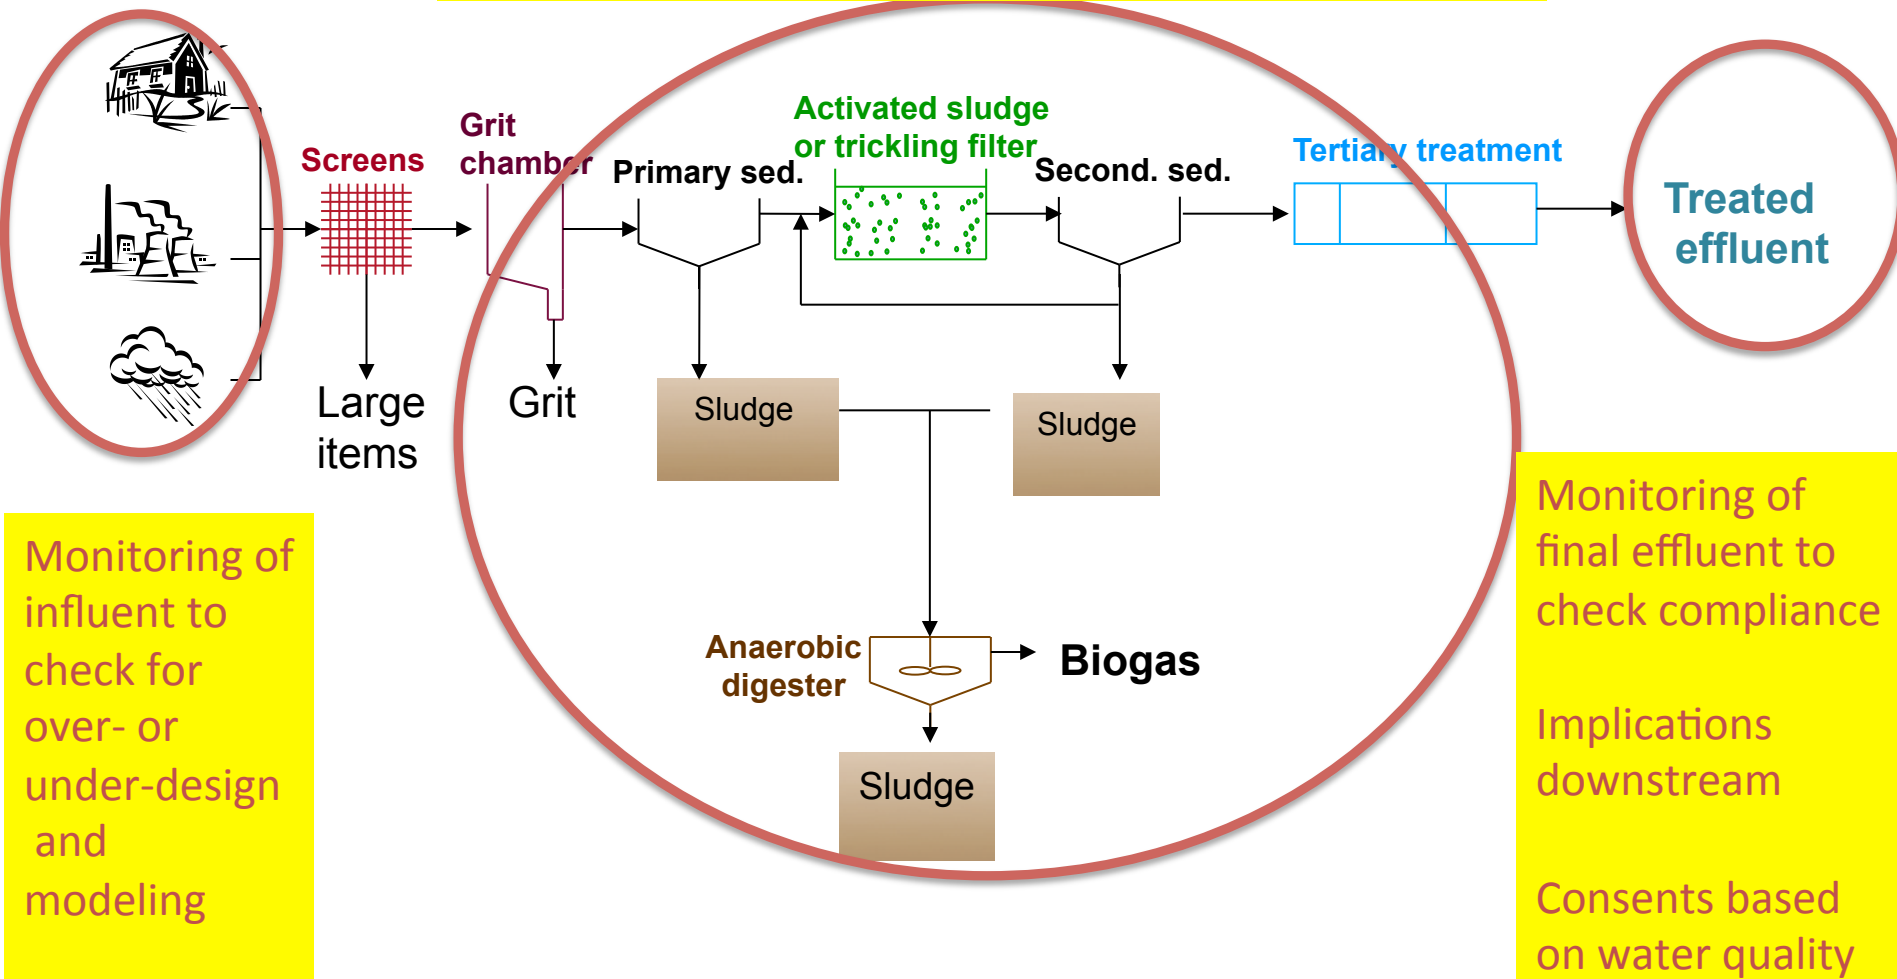 Screens
Grit
chamber
Primary sed.
Activated sludge
or trickling filter
Second. sed.
Tertiary treatment
Treated
effluent
Large
items
Grit
Sludge
Sludge
Anaerobic
digester
Biogas
Sludge
Monitoring of
influent to
check for
over- or
under-design
and
modeling
Monitoring of
final effluent to
check compliance
Implications
downstream
Consents based
on water quality